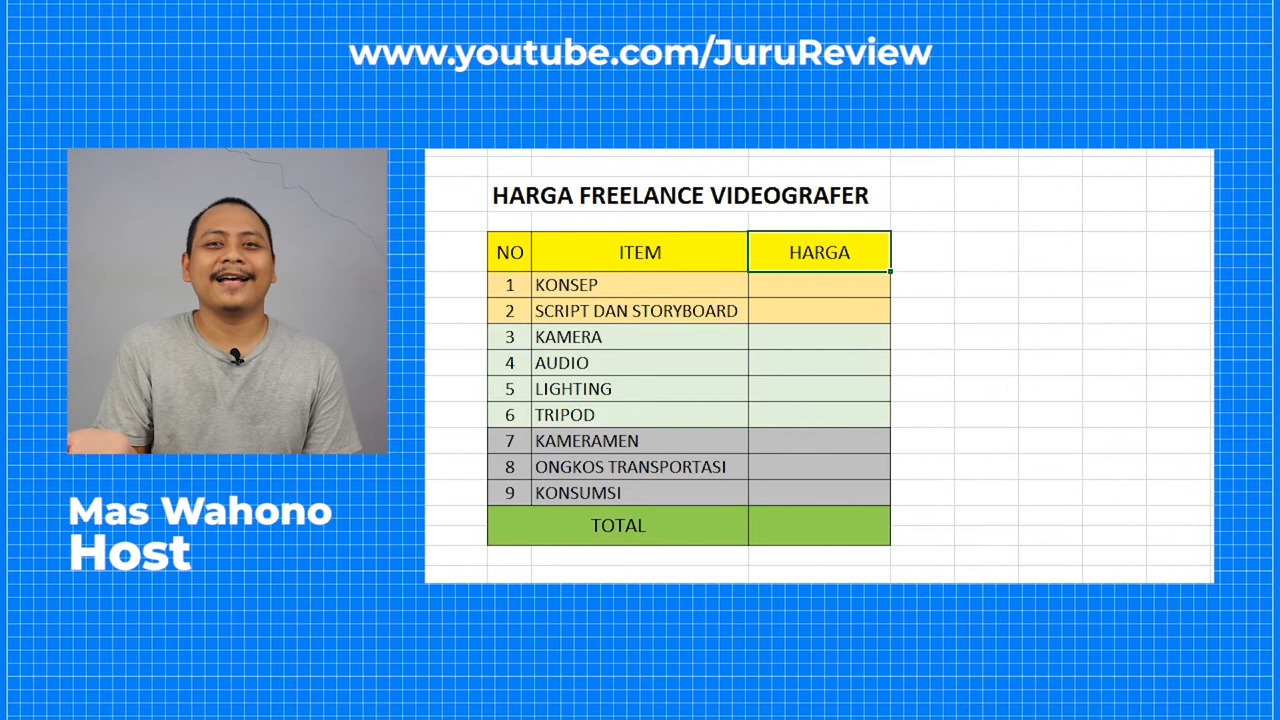 www.youtube.com/JuruReview
HARGA FREELANCE VIDEOGRAFER
NO ITEM HARGA
1 KONSEP
2 SCRIPT DAN STORYBOARD
3 KAMERA
4 AUDIO
5 LIGHTING
6 TRIPOD
7 KAMERAMEN
8 ONGKOS TRANSPORTASI
9 KONSUMSI
TOTAL
Mas Wahono
Host